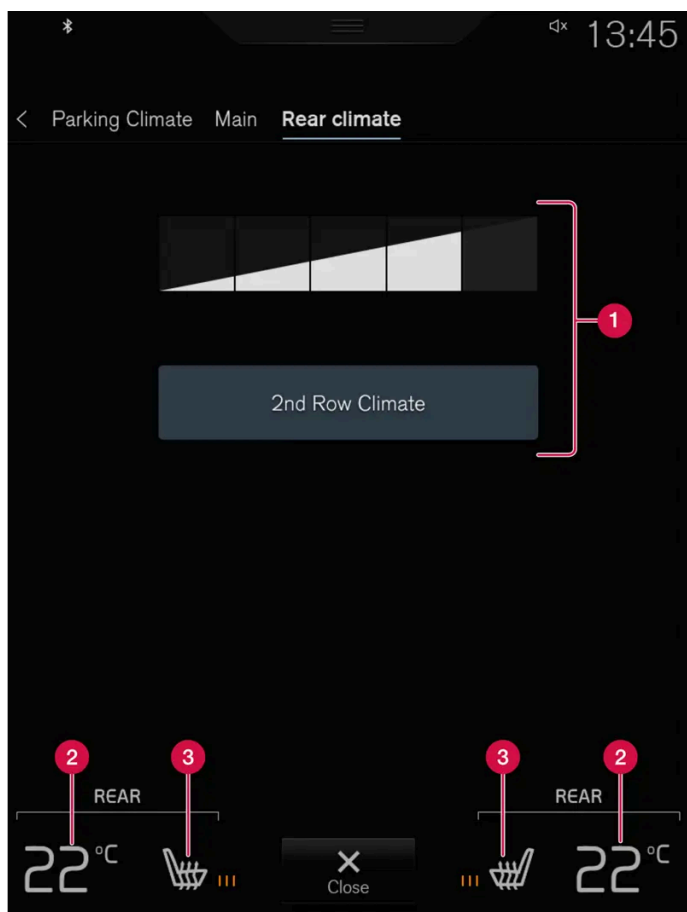 13:45
Parking Climate Main Rear climate
1
2nd Row Climate
2 3 3 2
REAR REAR
22 °C 22 °C
Close